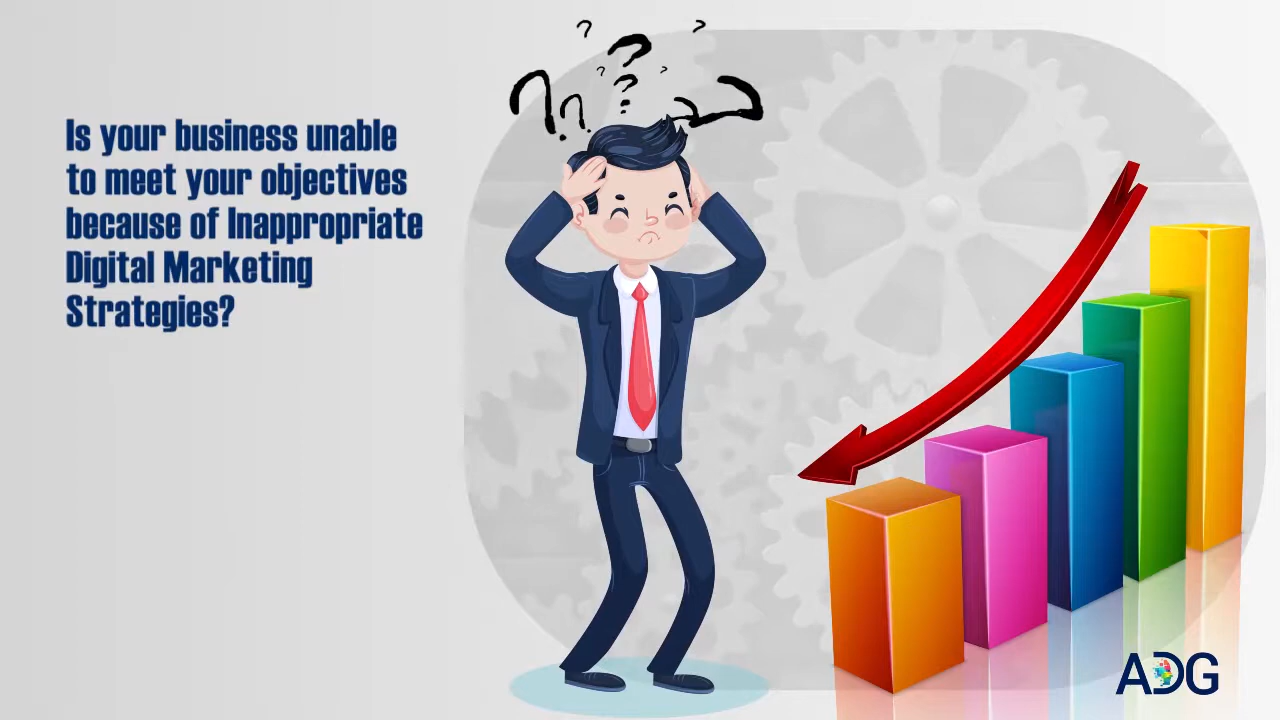 Is your business unable
to meet your objectives
because of Inappropriate
Digital Marketing
Strategies?
ADG